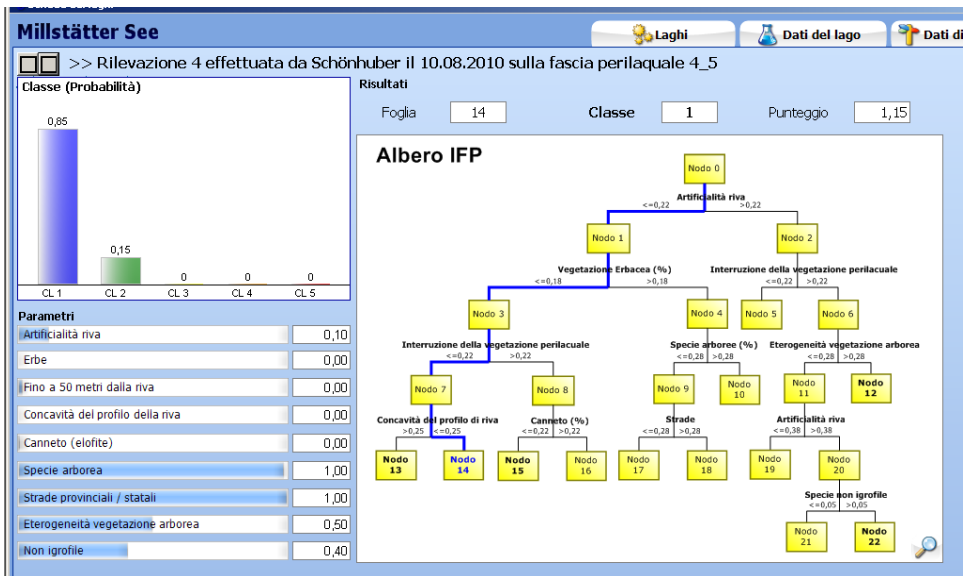 Millstätter See
Laghi
Dati del lago
Dati di
>> Rilevazione 4 effettuata da Schönhuber il 10.08.2010 sulla fascia perilaquale 4_5
Classe (Probabilità)
0,85
0,15
0
0
0
CL 1
CL 2
CL 3
CL 4
CL 5
Parametri
Artificialità riva 0,10
Erbe 0,00
Fino a 50 metri dalla riva 0,00
Concavità del profilo della riva 0,00
Canneto (elofite) 0,00
Specie arborea 1,00
Strade provinciali / statali 1,00
Eterogeneità vegetazione arborea 0,50
Non igrofile 0,40
Risultati
Foglia 14 Classe 1 Punteggio 1,15
Albero IFP
Nodo 0
Artificialità riva
<=0,22 >0,22
Nodo 1
Nodo 2
Vegetazione Erbacea (%)
<=0,18 >0,18
Interruzione della vegetazione perilacuale
<=0,22 >0,22
Nodo 3
Nodo 4
Nodo 5
Nodo 6
Interruzione della vegetazione perilacuale
<=0,22 >0,22
Specie arboree (%)
<=0,28 >0,28
Eterogeneità vegetazione arborea
<=0,28 >0,28
Nodo 7
Nodo 8
Nodo 9
Nodo
10
Nodo
11
Nodo
12
Concavità del profilo di riva
>0,25 <=0,25
Canneto (%)
<=0,22 >0,22
Strade
<=0,28 >0,28
Artificialità riva
<=0,38 >0,38
Nodo
13
Nodo
14
Nodo
15
Nodo
16
Nodo
17
Nodo
18
Nodo
19
Nodo
20
Specie non igrofile
<=0,05 >0,05
Nodo
21
Nodo
22